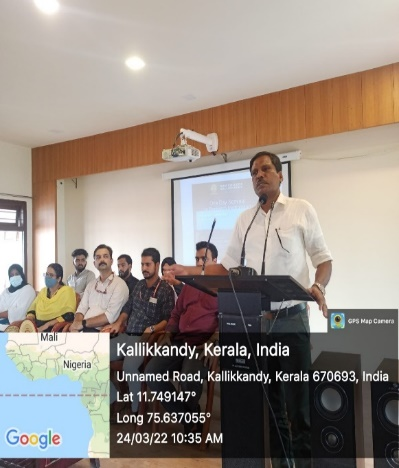 GPS Map Camera
Mali
Nigeria
Google
Kallikkandy, Kerala, India
Unnamed Road, Kallikkandy, Kerala 670693, India
Lat 11.749147°
Long 75.637055°
24/03/22 10:35 AM